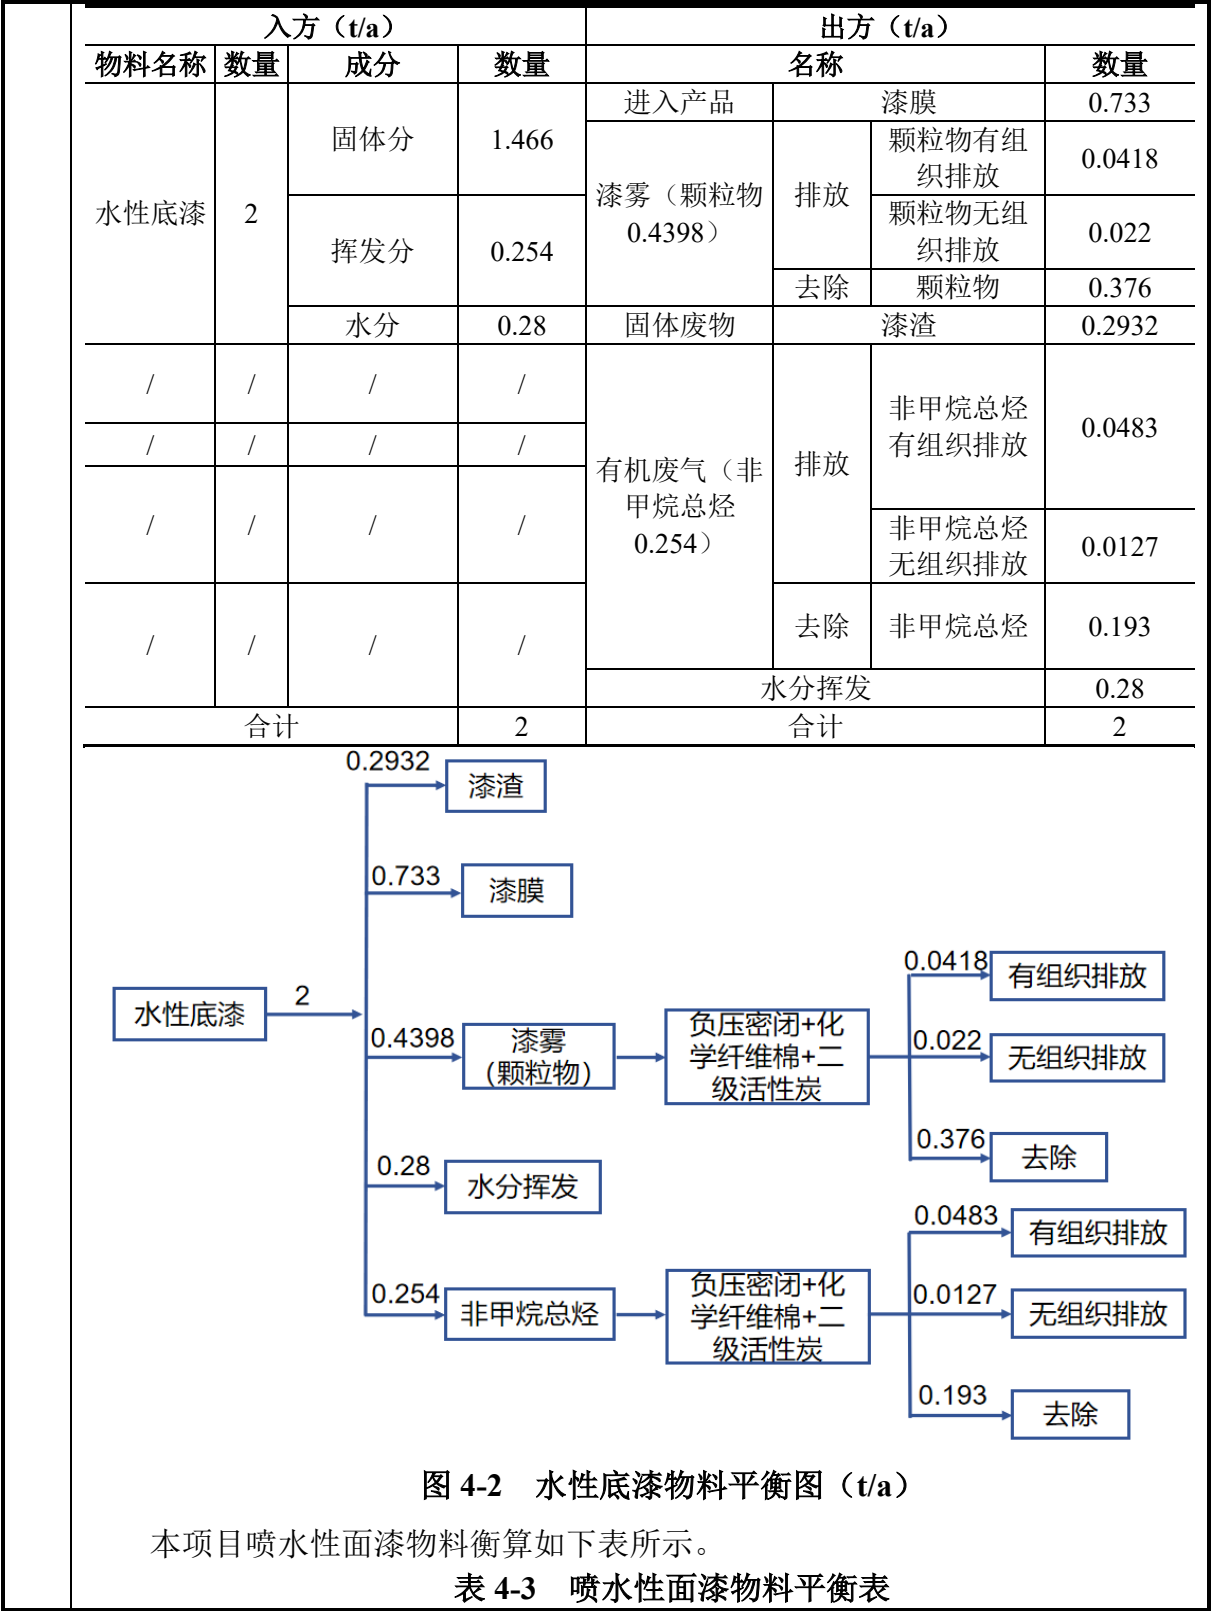 入方（t/a） 出方（t/a）
物料名称 数量 成分 数量 名称 数量
水性底漆 2 固体分 1.466 进入产品 漆膜 0.733
漆雾（颗粒物
0.4398） 排放 颗粒物有组
织排放 0.0418
挥发分 0.254 颗粒物无组
织排放 0.022
去除 颗粒物 0.376
水分 0.28 固体废物 漆渣 0.2932
/ / / / 有机废气（非
甲烷总烃
0.254） 排放 非甲烷总烃
有组织排放 0.0483
/ / / /
/ / / / 非甲烷总烃
无组织排放 0.0127
/ / / / 去除 非甲烷总烃 0.193
水分挥发 0.28
合计 2 合计 2
0.2932 漆渣
0.733 漆膜
水性底漆 2
0.4398 漆雾
(颗粒物)
负压密闭+化
学纤维棉+二
级活性炭
0.0418 有组织排放
0.022 无组织排放
0.376 去除
0.28 水分挥发
0.254 非甲烷总烃
负压密闭+化
学纤维棉+二
级活性炭
0.0483 有组织排放
0.0127 无组织排放
0.193 去除
图 4-2 水性底漆物料平衡图（t/a）
本项目喷水性面漆物料衡算如下表所示。
表 4-3 喷水性面漆物料平衡表